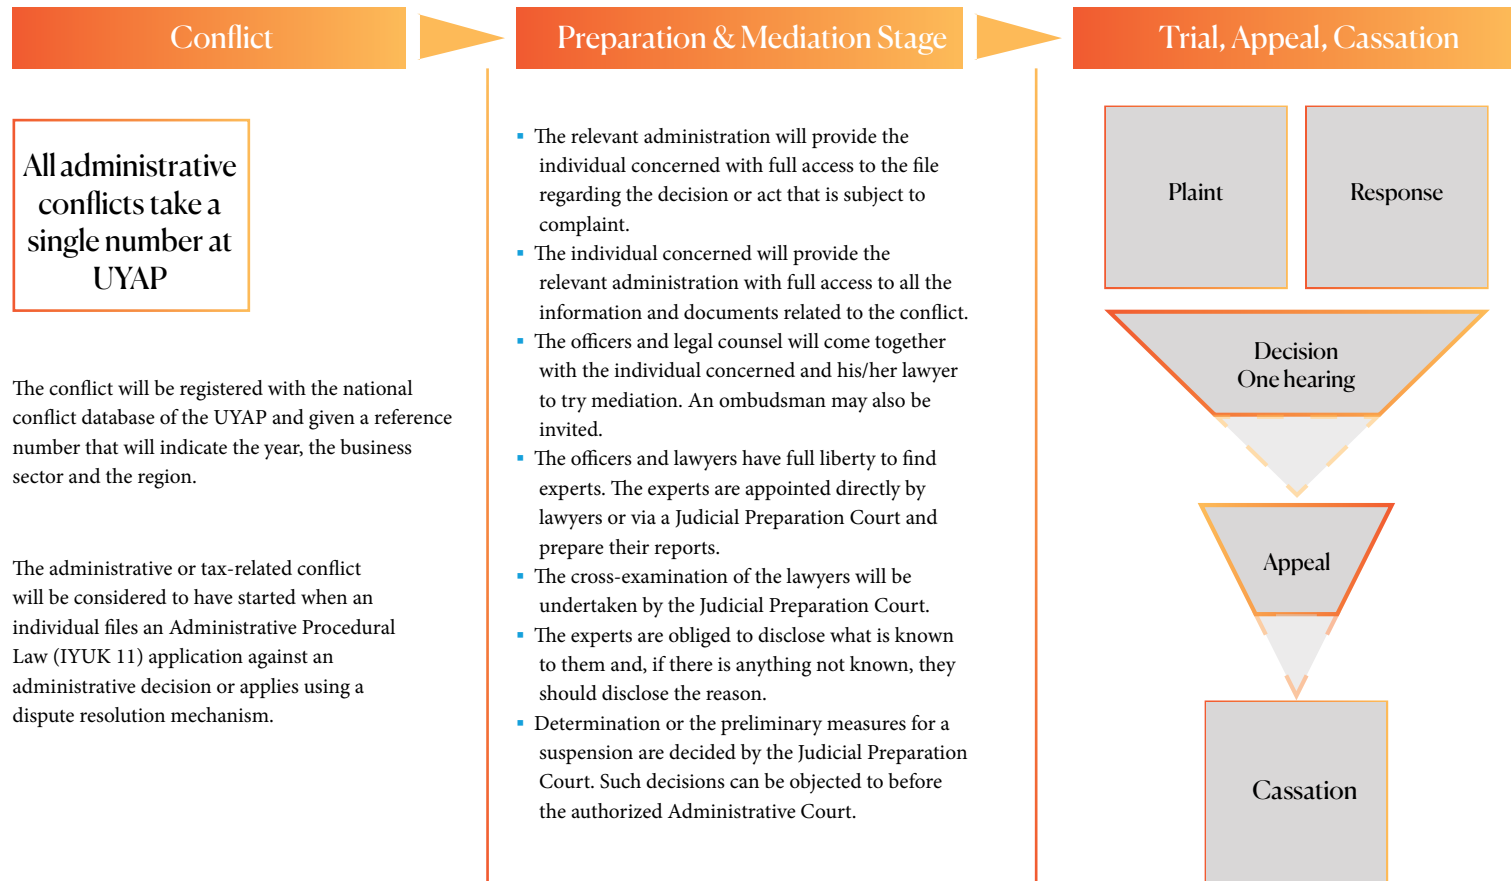 Conflict
All administrative
conflicts take a
single number at
UYAP
The conflict will be registered with the national
conflict database of the UYAP and given a reference
number that will indicate the year, the business
sector and the region.
The administrative or tax-related conflict
will be considered to have started when an
individual files an Administrative Procedural
Law (IYUK 11) application against an
administrative decision or applies using a
dispute resolution mechanism.
Preparation & Mediation Stage
▪ The relevant administration will provide the
individual concerned with full access to the file
regarding the decision or act that is subject to
complaint.
▪ The individual concerned will provide the
relevant administration with full access to all the
information and documents related to the conflict.
▪ The officers and legal counsel will come together
with the individual concerned and his/her lawyer
to try mediation. An ombudsman may also be
invited.
▪ The officers and lawyers have full liberty to find
experts. The experts are appointed directly by
lawyers or via a Judicial Preparation Court and
prepare their reports.
▪ The cross-examination of the lawyers will be
undertaken by the Judicial Preparation Court.
▪ The experts are obliged to disclose what is known
to them and, if there is anything not known, they
should disclose the reason.
▪ Determination or the preliminary measures for a
suspension are decided by the Judicial Preparation
Court. Such decisions can be objected to before
the authorized Administrative Court.
Trial, Appeal, Cassation
Plaint
Response
Decision
One hearing
Appeal
Cassation